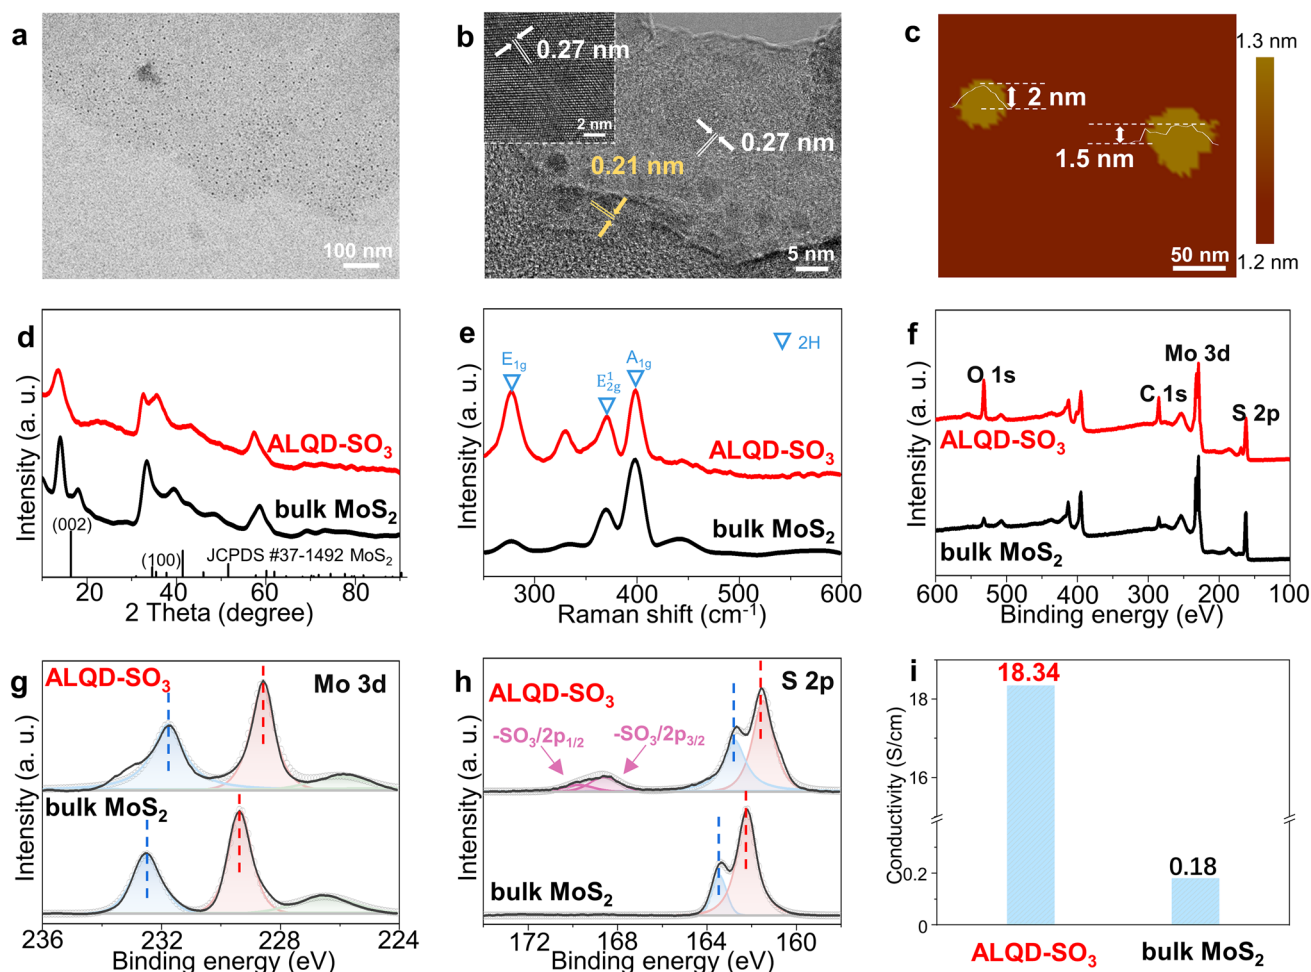 a
100 nm
b
0.27 nm
2 nm
0.27 nm
0.21 nm
5 nm
c
1.3 nm
2 nm
1.5 nm
50 nm
1.2 nm
d
Intensity (a. u.)
ALQD-SO₃
bulk MoS₂
(002)
(100)
JCPDS #37-1492 MoS₂
20 40 60 80
2 Theta (degree)
e
Intensity (a. u.)
E₁g
E¹₂g
A₁g
2H
ALQD-SO₃
bulk MoS₂
300 400 500 600
Raman shift (cm⁻¹)
f
Intensity (a. u.)
O 1s
C 1s
Mo 3d
S 2p
ALQD-SO₃
bulk MoS₂
600 500 400 300 200 100
Binding energy (eV)
g
Intensity (a. u.)
ALQD-SO₃
Mo 3d
bulk MoS₂
236 232 228 224
Binding energy (eV)
h
Intensity (a. u.)
S 2p
ALQD-SO₃
-SO₃/2p₁/₂
-SO₃/2p₃/₂
bulk MoS₂
172 168 164 160
Binding energy (eV)
i
Conductivity (S/cm)
18
16
0.2
0
18.34
0.18
ALQD-SO₃
bulk MoS₂